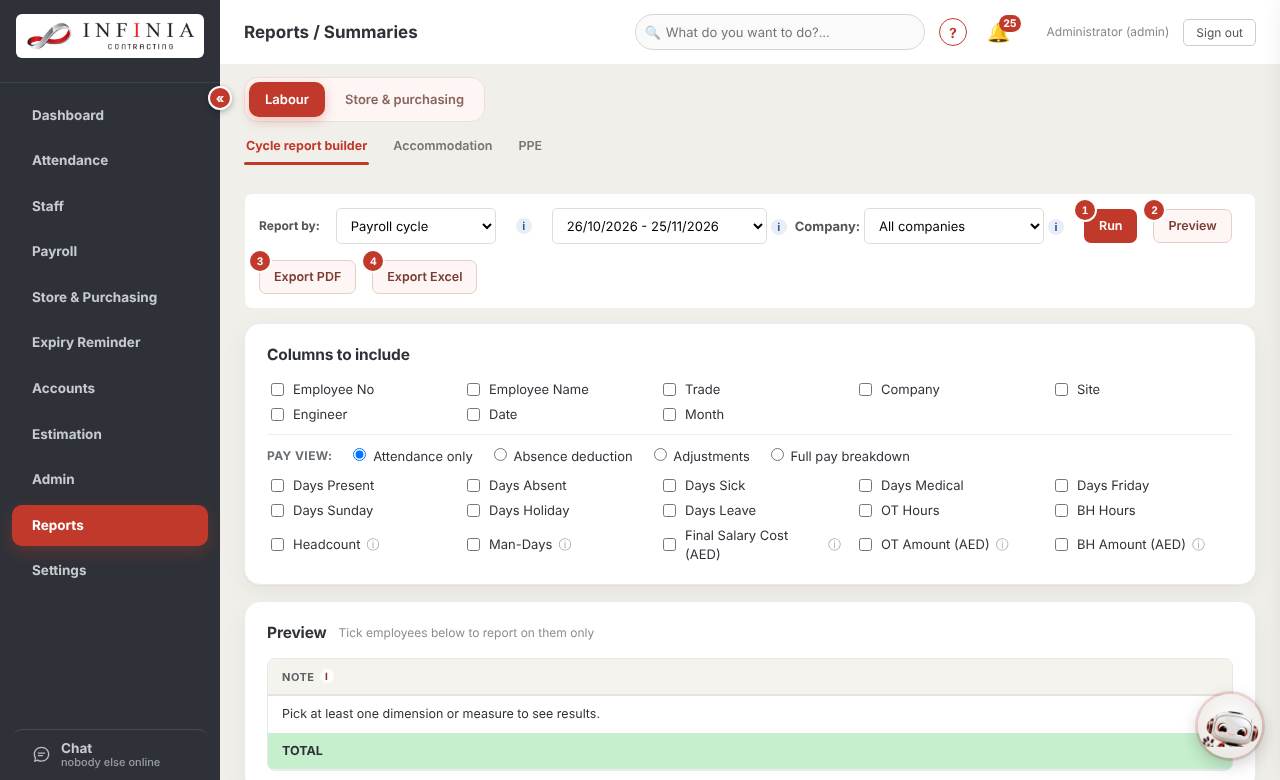 INFINIA
CONTRACTING
Reports / Summaries
What do you want to do?...
?
25
Administrator (admin)
Sign out
«
Dashboard
Attendance
Staff
Payroll
Store & Purchasing
Expiry Reminder
Accounts
Estimation
Admin
Reports
Settings
Chat
nobody else online
Labour
Store & purchasing
Cycle report builder
Accommodation
PPE
Report by:
Payroll cycle
i
26/10/2026 - 25/11/2026
i
Company:
All companies
i
1
Run
2
Preview
3
Export PDF
4
Export Excel
Columns to include
Employee No
Employee Name
Trade
Company
Site
Engineer
Date
Month
PAY VIEW:
Attendance only
Absence deduction
Adjustments
Full pay breakdown
Days Present
Days Absent
Days Sick
Days Medical
Days Friday
Days Sunday
Days Holiday
Days Leave
OT Hours
BH Hours
Headcount ⓘ
Man-Days ⓘ
Final Salary Cost
(AED) ⓘ
OT Amount (AED) ⓘ
BH Amount (AED) ⓘ
Preview
Tick employees below to report on them only
NOTE I
Pick at least one dimension or measure to see results.
TOTAL